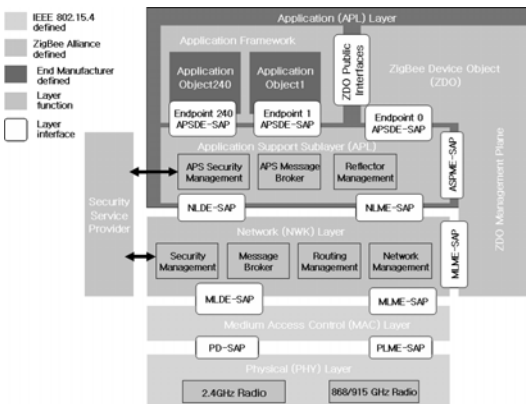 IEEE 802.15.4
defined
ZigBee Alliance
defined
End Manufacturer
defined
Layer
function
Layer
interface
Application (APL) Layer
Application Framework
Application
Object240
Application
Object1
ZDO Public
Interfaces
ZigBee Device Object
(ZDO)
Endpoint 240
APSDE-SAP
Endpoint 1
APSDE-SAP
Endpoint 0
APSDE-SAP
Application Support Sublayer (APL)
APS Security
Management
APS Message
Broker
Reflector
Management
ASPME-SAP
NLDE-SAP
NLME-SAP
Security
Service
Provider
ZDO Management Plane
Network (NWK) Layer
Security
Management
Message
Broker
Routing
Management
Network
Management
MLME-SAP
MLDE-SAP
MLME-SAP
Medium Access Control (MAC) Layer
PD-SAP
PLME-SAP
Physical (PHY) Layer
2.4GHz Radio
868/915 GHz Radio